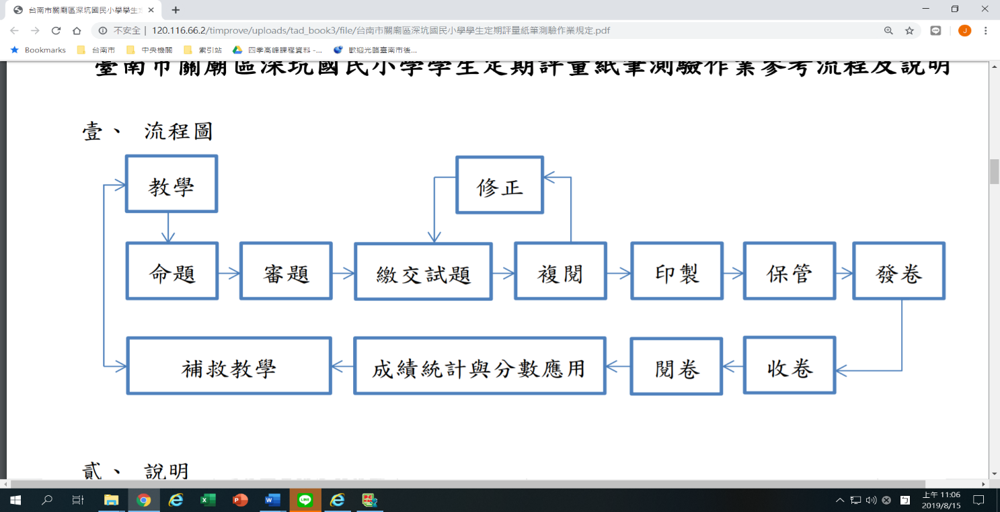 台南市關廟區深坑國民小學學生定
不安全 | 120.116.66.2/timprove/uploads/tad_book3/file/台南市關廟區深坑國民小學學生定期評量紙筆測驗作業規定.pdf
J
Bookmarks 台南市 中央機關 索引站 四季高峰課程資料 -... 歡迎光臨臺南市後...
臺南市關廟區深坑國民小學學生定期評量紙筆測驗作業參考流程及說明
壹、 流程圖
教學
修正
命題 審題 繳交試題 複閱 印製 保管 發卷
補救教學 成績統計與分數應用 閱卷 收卷
貳、 說明
上午 11:06
2019/8/15